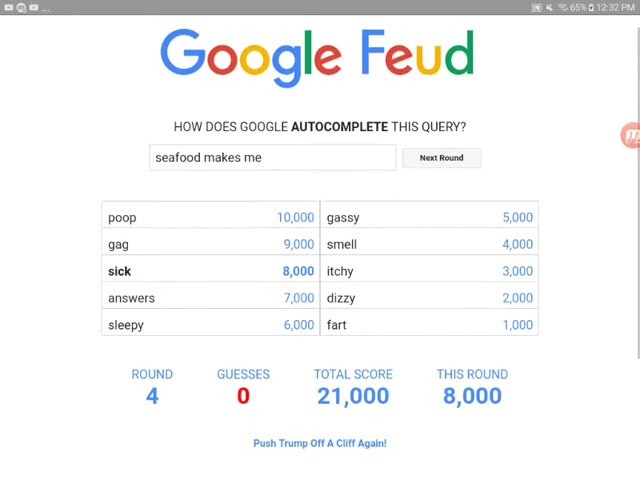 65% 12:32 PM
Google Feud
HOW DOES GOOGLE AUTOCOMPLETE THIS QUERY?
seafood makes me
Next Round
poop 10,000 gassy 5,000
gag 9,000 smell 4,000
sick 8,000 itchy 3,000
answers 7,000 dizzy 2,000
sleepy 6,000 fart 1,000
ROUND GUESSES TOTAL SCORE THIS ROUND
4 0 21,000 8,000
Push Trump Off A Cliff Again!